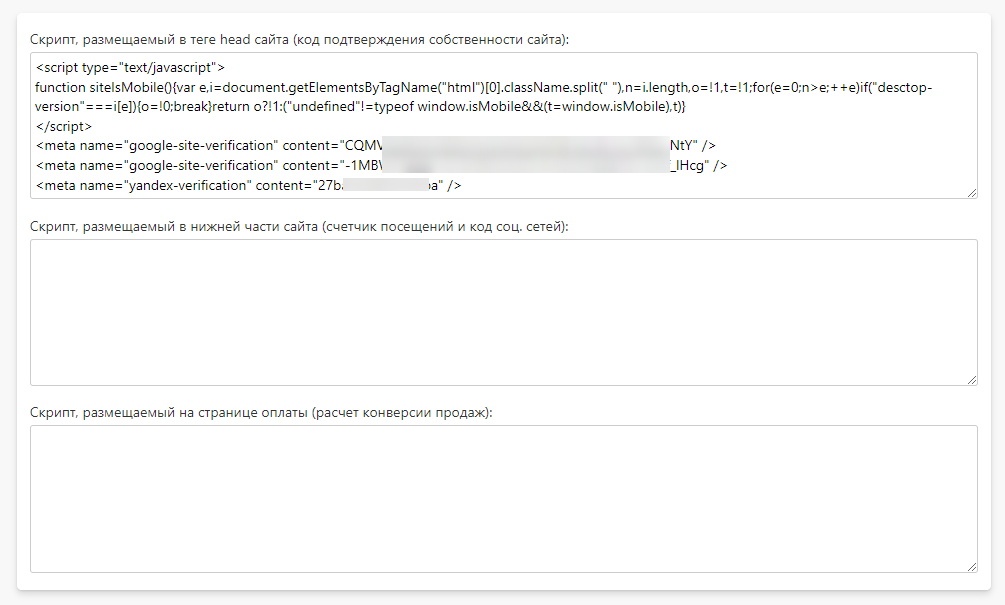 Скрипт, размещаемый в теге head сайта (код подтверждения собственности сайта):
<script type="text/javascript">
function siteIsMobile(){var e,i=document.getElementsByTagName("html")[0].className.split(" "),n=i.length,o=!1,t=!1;for(e=0;n>e;++e)if("desctop-
version"===i[e]){o=!0;break}return o?!1:("undefined"!=typeof window.isMobile&&(t=window.isMobile),t)}
</script>
<meta name="google-site-verification" content="CQMV NtY" />
<meta name="google-site-verification" content="-1MBV _lHcg" />
<meta name="yandex-verification" content="27ba a" />
Скрипт, размещаемый в нижней части сайта (счетчик посещений и код соц. сетей):
Скрипт, размещаемый на странице оплаты (расчет конверсии продаж):